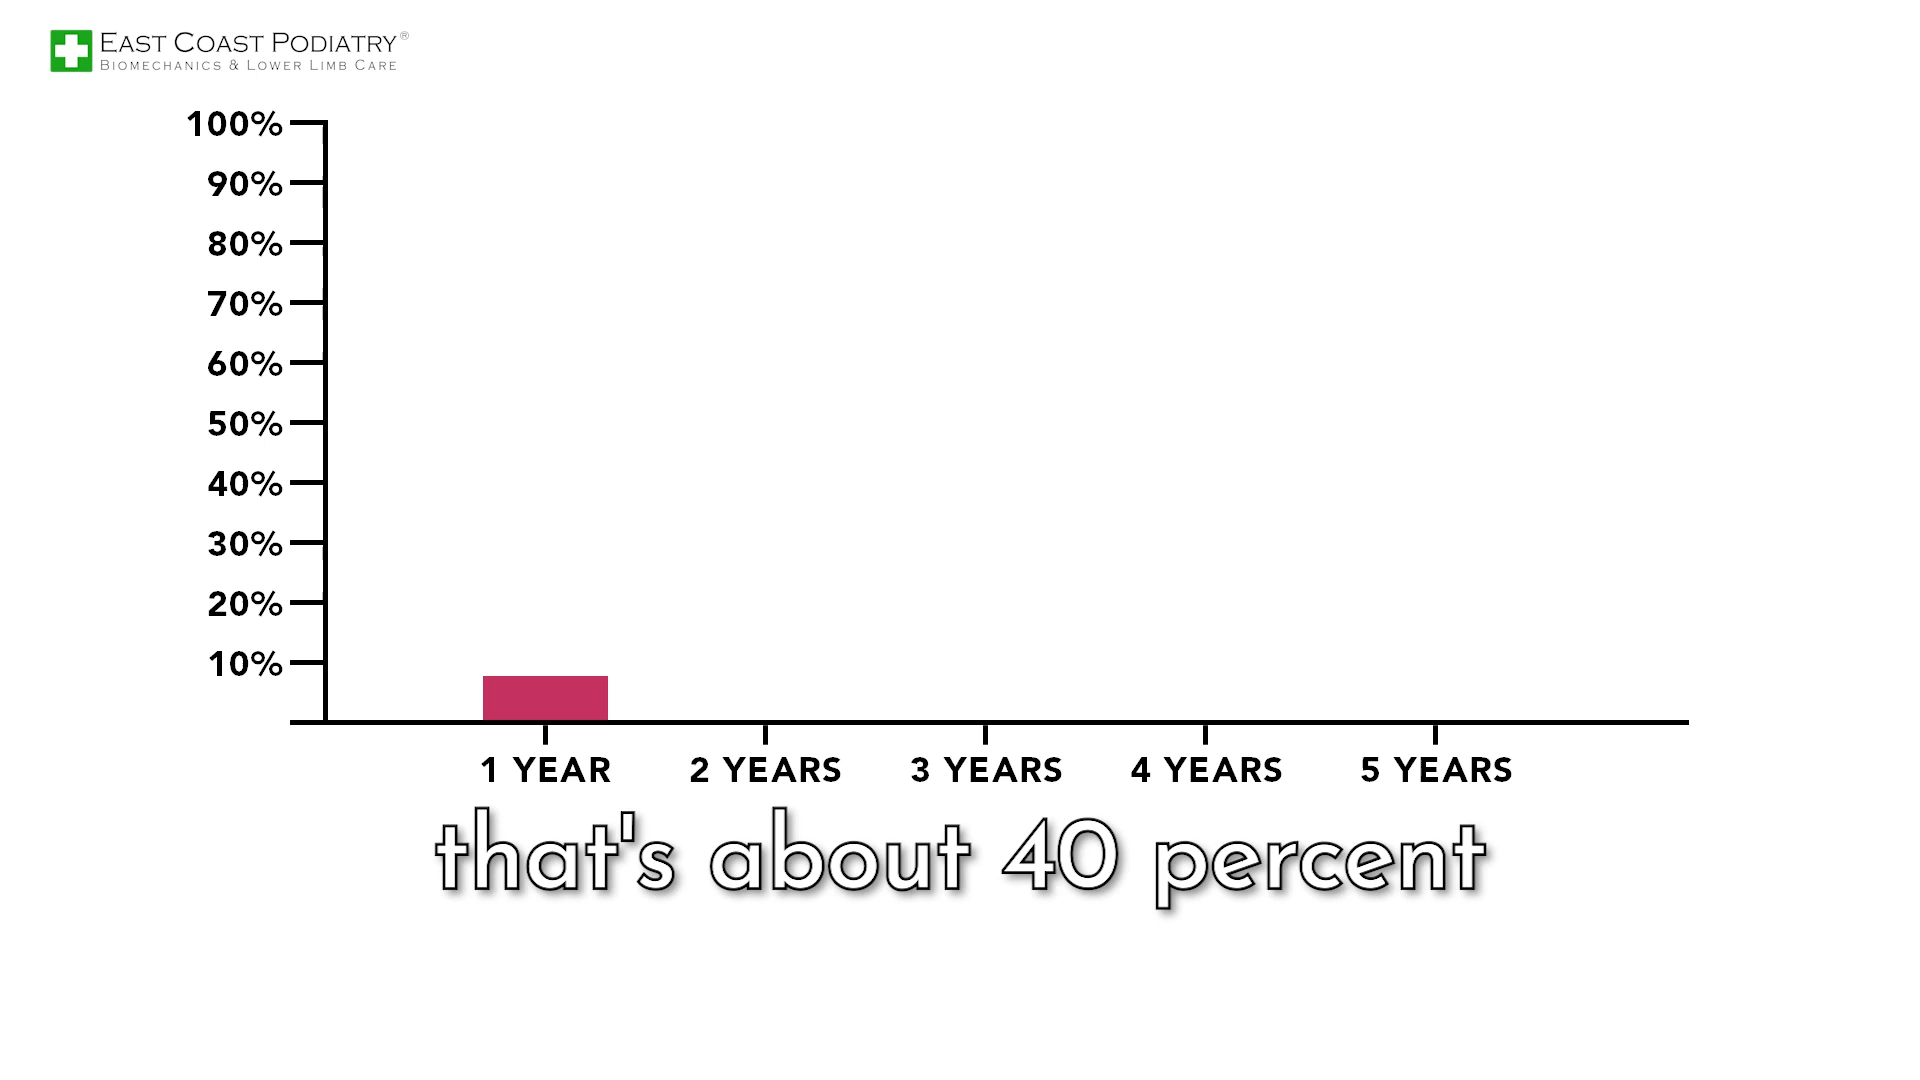 EAST COAST PODIATRY®
BIOMECHANICS & LOWER LIMB CARE
100%
90%
80%
70%
60%
50%
40%
30%
20%
10%
1 YEAR 2 YEARS 3 YEARS 4 YEARS 5 YEARS
that's about 40 percent